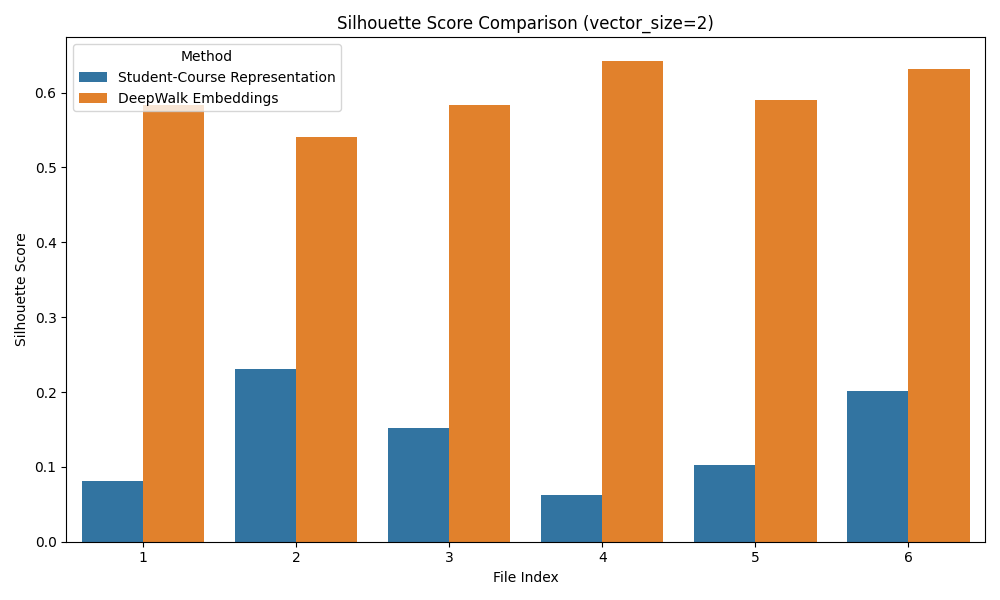 Silhouette Score Comparison (vector_size=2)
Method
Student-Course Representation
DeepWalk Embeddings
Silhouette Score
0.6
0.5
0.4
0.3
0.2
0.1
0.0
1 2 3 4 5 6
File Index